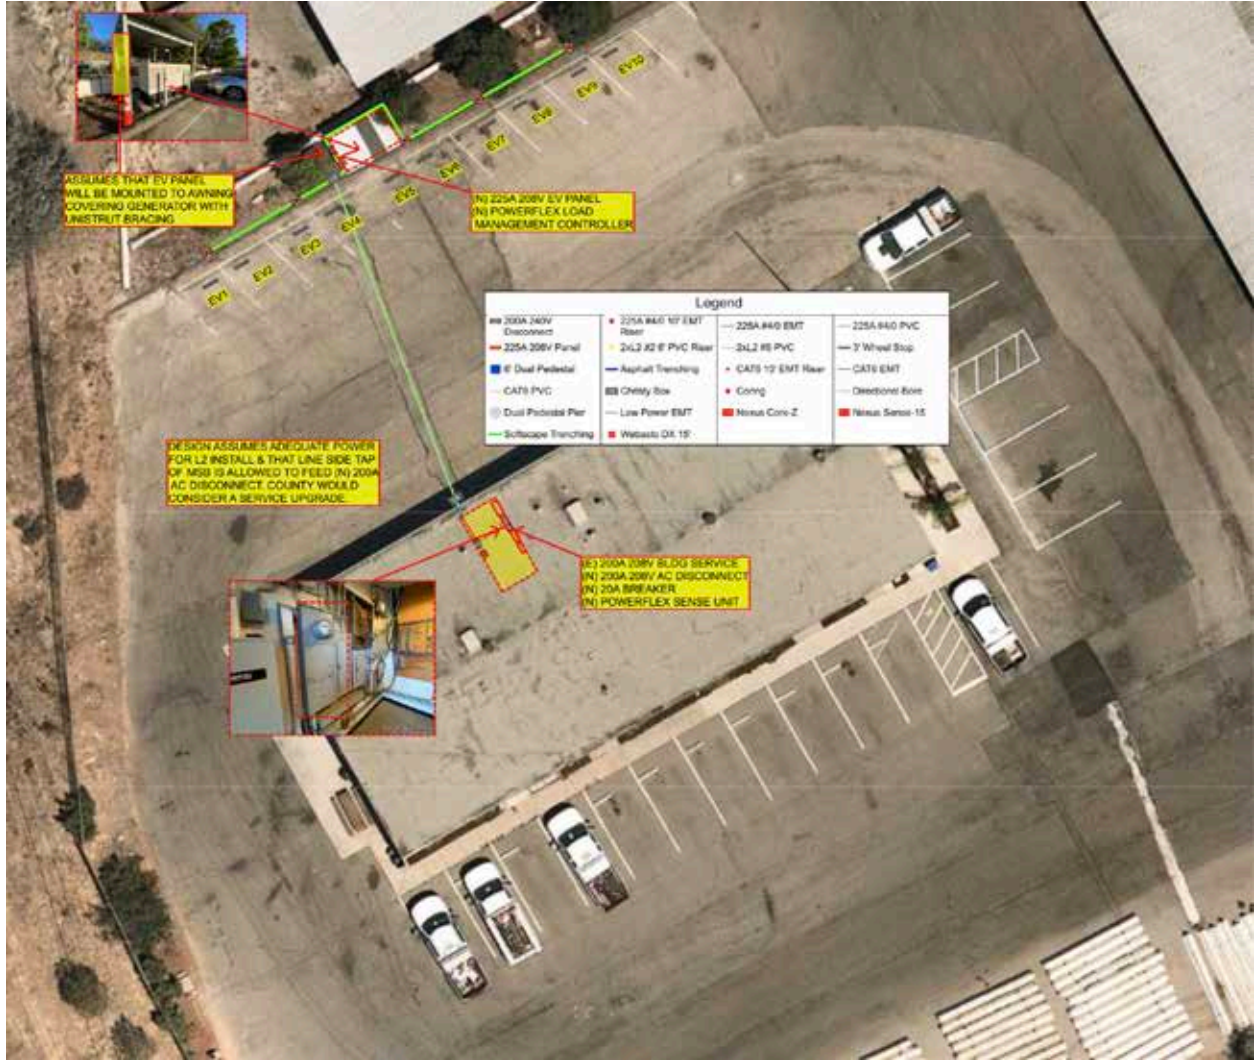 ASSUMES THAT EV PANEL
WILL BE MOUNTED TO AWNING
COVERING GENERATOR WITH
UNISTRUT BRACING
(N) 225A 208V EV PANEL
(N) POWERFLEX LOAD
MANAGEMENT CONTROLLER
EV1
EV2
EV3
EV4
EV5
EV6
EV7
EV8
EV9
EV10
Legend
200A 240V
Disconnect
225A #4/0 10' EMT
Riser
225A #4/0 EMT
225A #4/0 PVC
225A 208V Panel
2xL2 #2 6' PVC Riser
2xL2 #6 PVC
3' Wheel Stop
6' Dual Pedestal
Asphalt Trenching
CAT6 10' EMT Riser
CAT6 EMT
CAT6 PVC
Christy Box
Coring
Directional Bore
Dual Pedestal Pier
Low Power EMT
Nexus Core-Z
Nexus Sense-15
Softscape Trenching
Webasto DX 15'
DESIGN ASSUMES ADEQUATE POWER
FOR L2 INSTALL & THAT LINE SIDE TAP
OF MSB IS ALLOWED TO FEED (N) 200A
AC DISCONNECT. COUNTY WOULD
CONSIDER A SERVICE UPGRADE.
(E) 200A 208V BLDG SERVICE
(N) 200A 208V AC DISCONNECT
(N) 20A BREAKER
(N) POWERFLEX SENSE UNIT